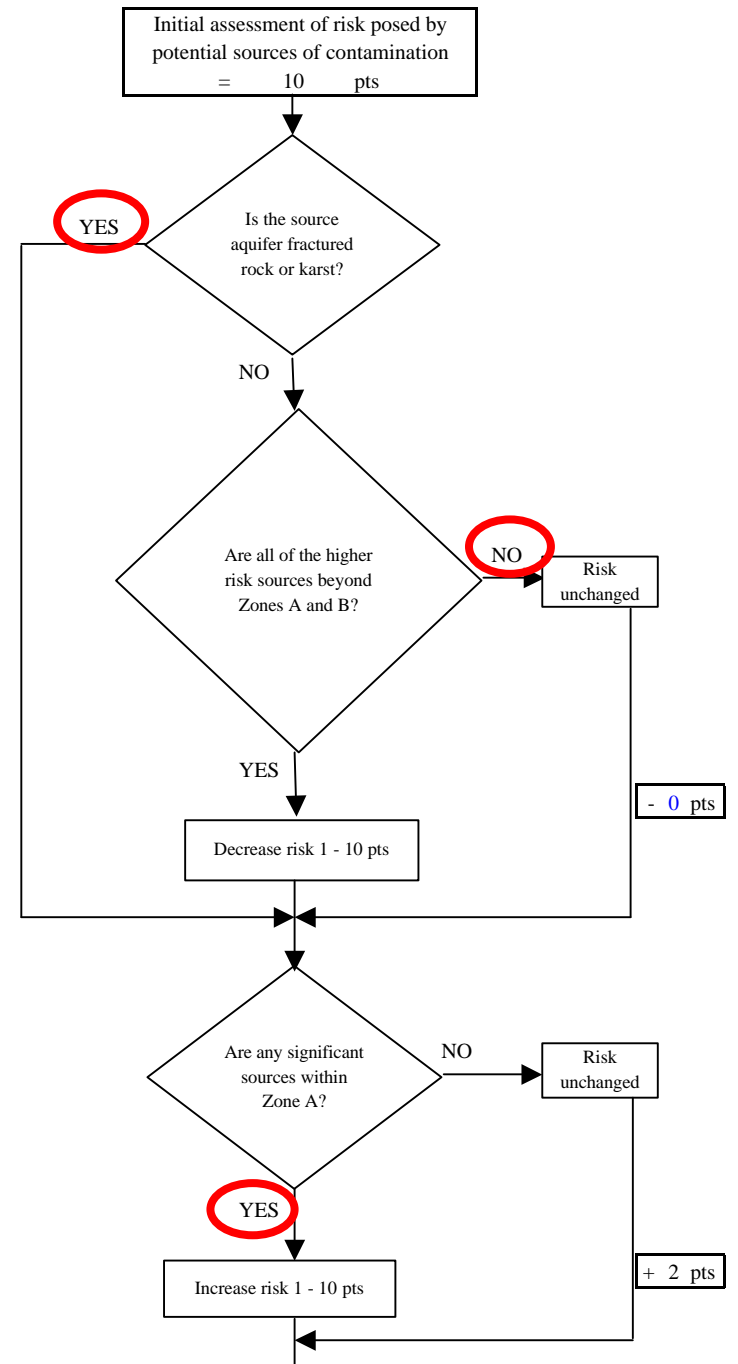 Initial assessment of risk posed by
potential sources of contamination
= 10 pts
YES
Is the source
aquifer fractured
rock or karst?
NO
Are all of the higher
risk sources beyond
Zones A and B?
NO
Risk
unchanged
YES
- 0 pts
Decrease risk 1 - 10 pts
Are any significant
sources within
Zone A?
NO
Risk
unchanged
YES
Increase risk 1 - 10 pts
+ 2 pts